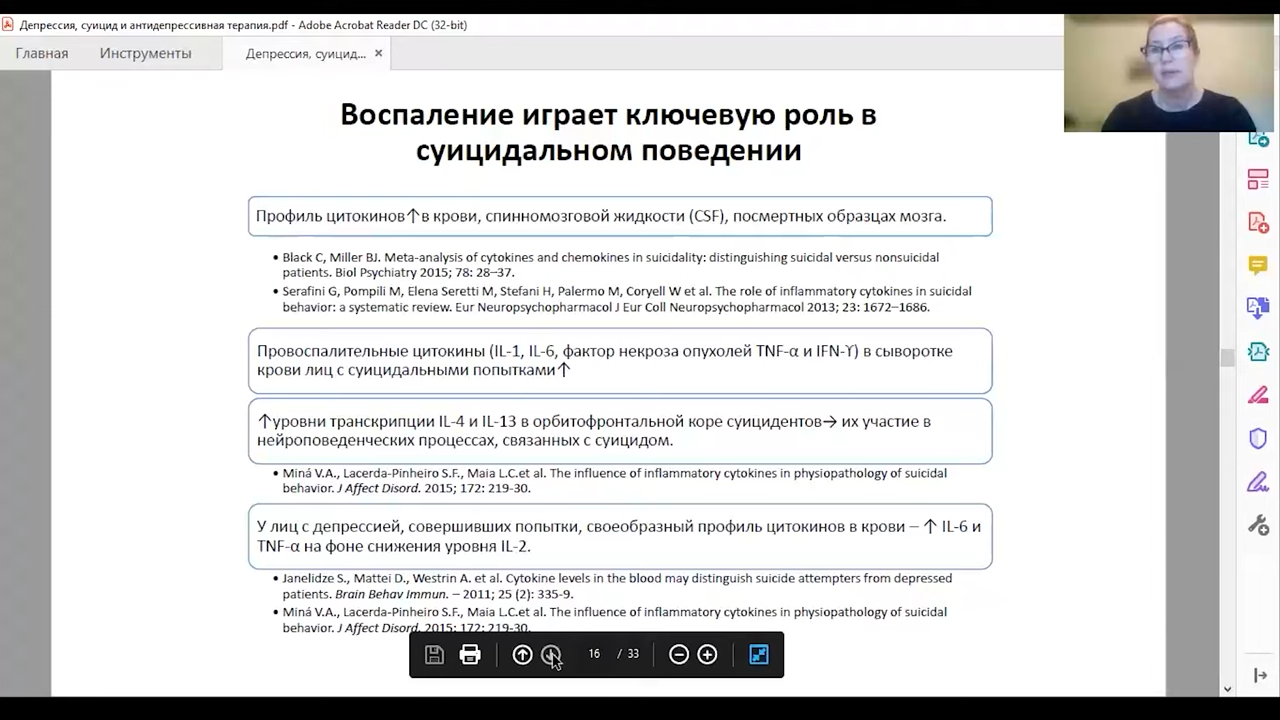 Депрессия, суицид и антидепрессивная терапия.pdf - Adobe Acrobat Reader DC (32-bit)
Главная
Инструменты
Депрессия, суицид...
Воспаление играет ключевую роль в
суицидальном поведении
Профиль цитокинов↑в крови, спинномозговой жидкости (CSF), посмертных образцах мозга.
• Black C, Miller BJ. Meta-analysis of cytokines and chemokines in suicidality: distinguishing suicidal versus nonsuicidal
patients. Biol Psychiatry 2015; 78: 28–37.
• Serafini G, Pompili M, Elena Seretti M, Stefani H, Palermo M, Coryell W et al. The role of inflammatory cytokines in suicidal
behavior: a systematic review. Eur Neuropsychopharmacol J Eur Coll Neuropsychopharmacol 2013; 23: 1672–1686.
Провоспалительные цитокины (IL-1, IL-6, фактор некроза опухолей TNF-α и IFN-ϒ) в сыворотке
крови лиц с суицидальными попытками↑
↑уровни транскрипции IL-4 и IL-13 в орбитофронтальной коре суицидентов→ их участие в
нейроповеденческих процессах, связанных с суицидом.
• Miná V.A., Lacerda-Pinheiro S.F., Maia L.C.et al. The influence of inflammatory cytokines in physiopathology of suicidal
behavior. J Affect Disord. 2015; 172: 219-30.
У лиц с депрессией, совершивших попытки, своеобразный профиль цитокинов в крови – ↑ IL-6 и
TNF-α на фоне снижения уровня IL-2.
• Janelidze S., Mattei D., Westrin A. et al. Cytokine levels in the blood may distinguish suicide attempters from depressed
patients. Brain Behav Immun. – 2011; 25 (2): 335-9.
• Miná V.A., Lacerda-Pinheiro S.F., Maia L.C.et al. The influence of inflammatory cytokines in physiopathology of suicidal
behavior. J Affect Disord. 2015; 172: 219-30.
16 / 33